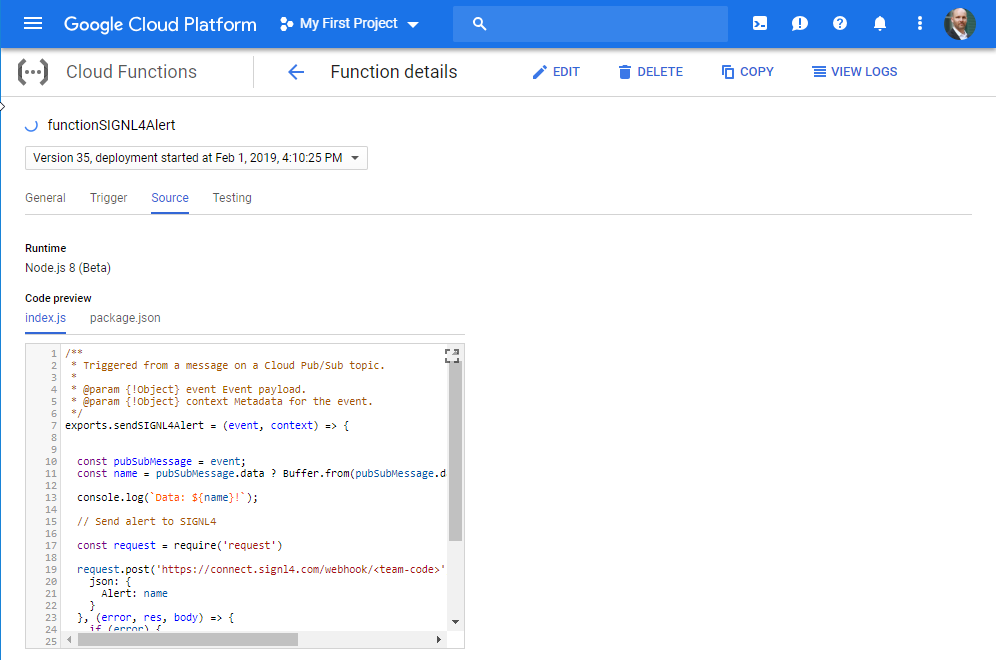 Google Cloud Platform My First Project
Cloud Functions Function details EDIT DELETE COPY VIEW LOGS
functionSIGNL4Alert
Version 35, deployment started at Feb 1, 2019, 4:10:25 PM
General Trigger Source Testing
Runtime
Node.js 8 (Beta)
Code preview
index.js package.json
1 /**
2 * Triggered from a message on a Cloud Pub/Sub topic.
3 *
4 * @param {!Object} event Event payload.
5 * @param {!Object} context Metadata for the event.
6 */
7 exports.sendSIGNL4Alert = (event, context) => {
8
9
10 const pubSubMessage = event;
11 const name = pubSubMessage.data ? Buffer.from(pubSubMessage.d
12
13 console.log(`Data: ${name}!`);
14
15 // Send alert to SIGNL4
16
17 const request = require('request')
18
19 request.post('https://connect.signl4.com/webhook/<team-code>'
20 json: {
21 Alert: name
22 }
23 }, (error, res, body) => {
24 if (error) {
25